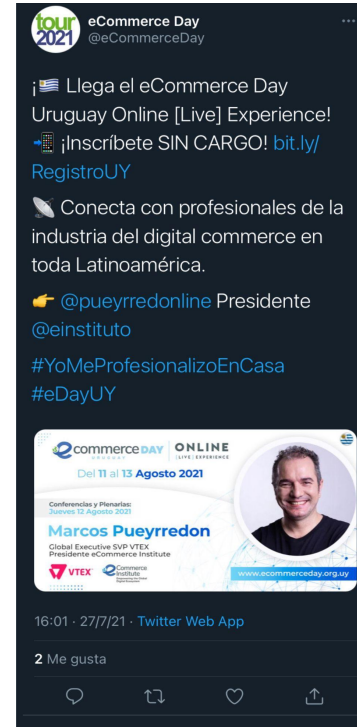 tour
2021
eCommerce Day
@eCommerceDay
¡🇺🇾 Llega el eCommerce Day
Uruguay Online [Live] Experience!
📲 ¡Inscríbete SIN CARGO! bit.ly/
RegistroUY
📡 Conecta con profesionales de la
industria del digital commerce en
toda Latinoamérica.
👉 @pueyrredonline Presidente
@einstituto
#YoMeProfesionalizoEnCasa
#eDayUY
ecommerce DAY
URUGUAY
ONLINE
[LIVE] EXPERIENCE
Del 11 al 13 Agosto 2021
Conferencias y Plenarias:
Jueves 12 Agosto 2021
Marcos Pueyrredon
Global Executive SVP VTEX
Presidente eCommerce Institute
VTEX
eCommerce
Institute
www.ecommerceday.org.uy
16:01 · 27/7/21 · Twitter Web App
2 Me gusta